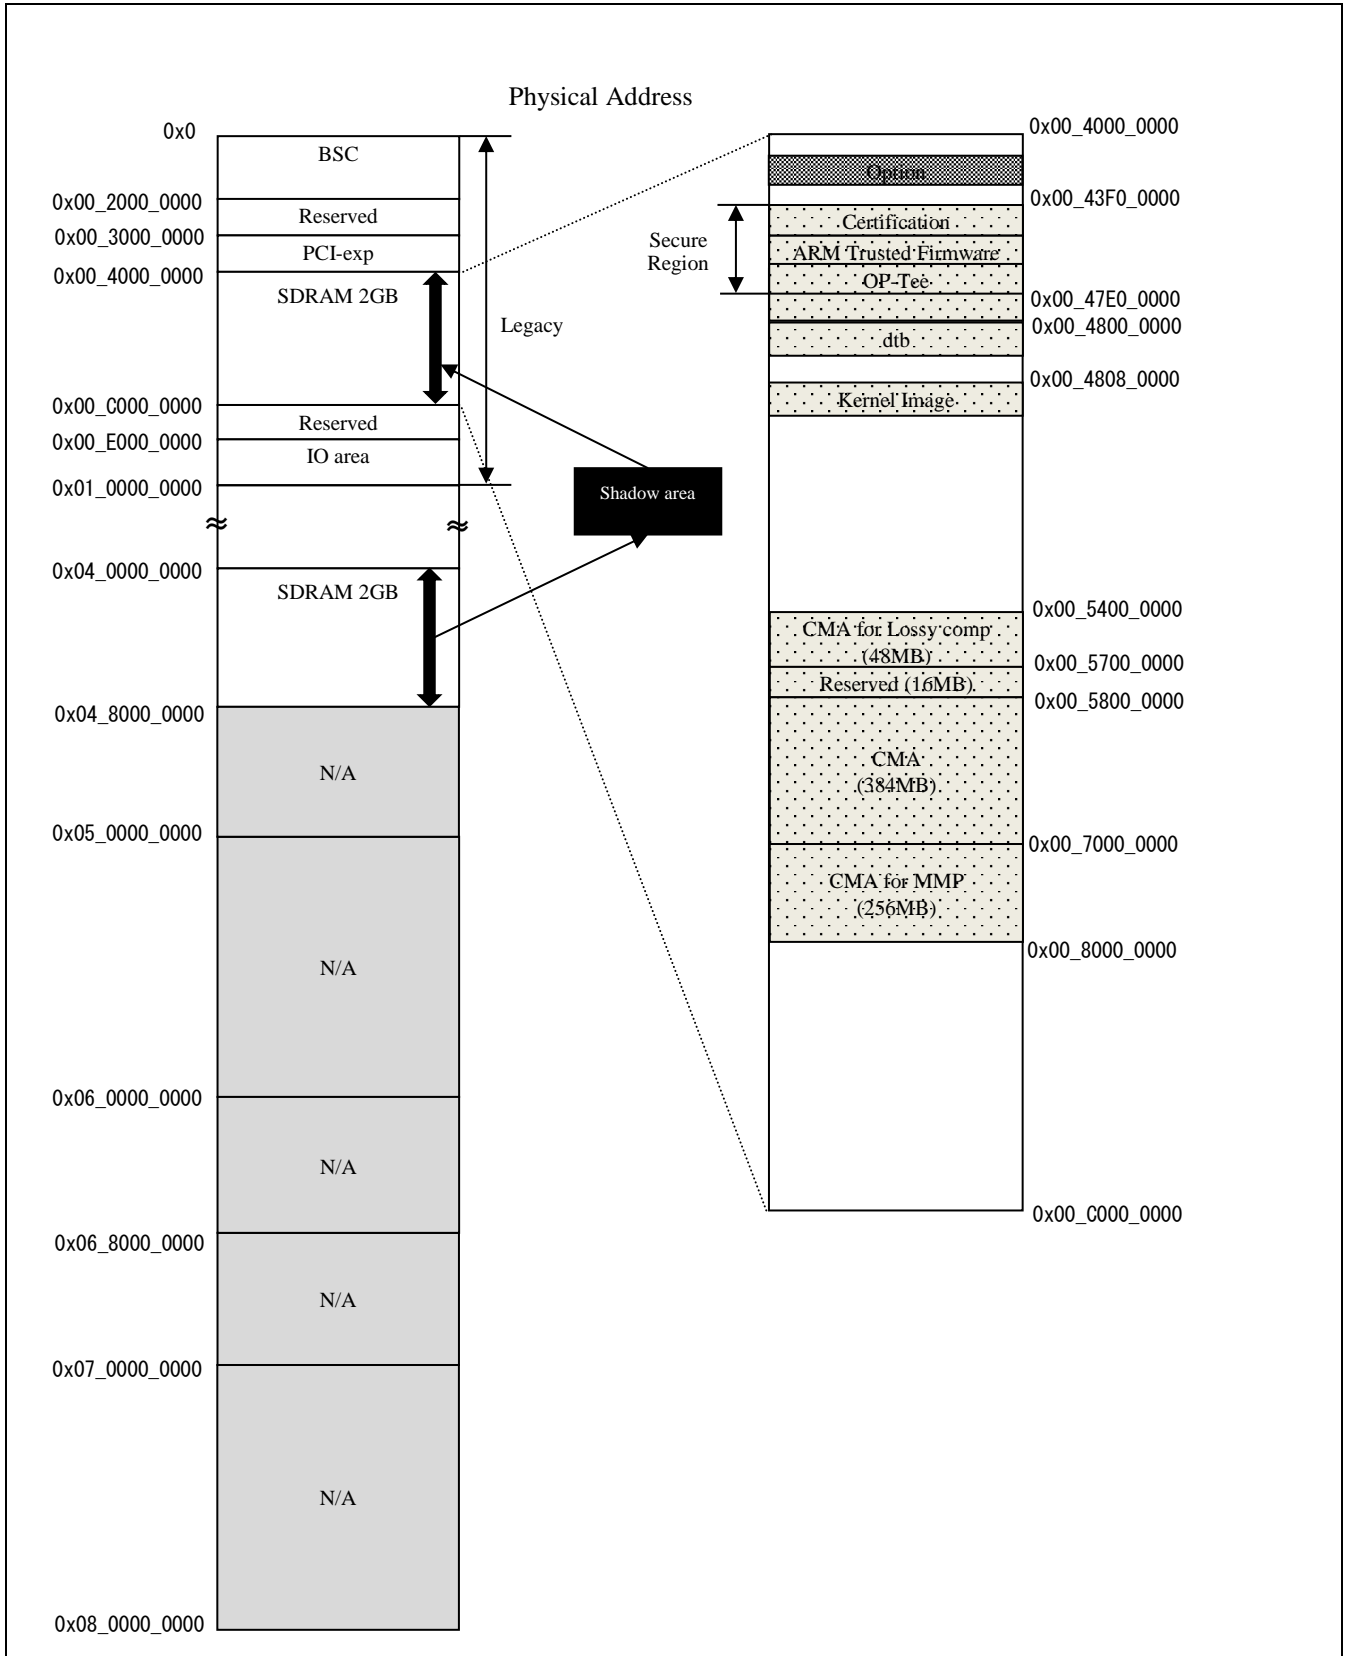 Physical Address
0x0
BSC
0x00_2000_0000
Reserved
0x00_3000_0000
PCI-exp
0x00_4000_0000
SDRAM 2GB
Legacy
0x00_C000_0000
Reserved
0x00_E000_0000
IO area
0x01_0000_0000
≈
≈
Shadow area
0x04_0000_0000
SDRAM 2GB
0x04_8000_0000
N/A
0x05_0000_0000
N/A
0x06_0000_0000
N/A
0x06_8000_0000
N/A
0x07_0000_0000
N/A
0x08_0000_0000
0x00_4000_0000
Option
0x00_43F0_0000
Secure
Region
Certification
ARM Trusted Firmware
OP-Tee
0x00_47E0_0000
0x00_4800_0000
dtb
0x00_4808_0000
Kernel Image
0x00_5400_0000
CMA for Lossy comp
(48MB)
0x00_5700_0000
Reserved (16MB)
0x00_5800_0000
CMA
(384MB)
0x00_7000_0000
CMA for MMP
(256MB)
0x00_8000_0000
0x00_C000_0000